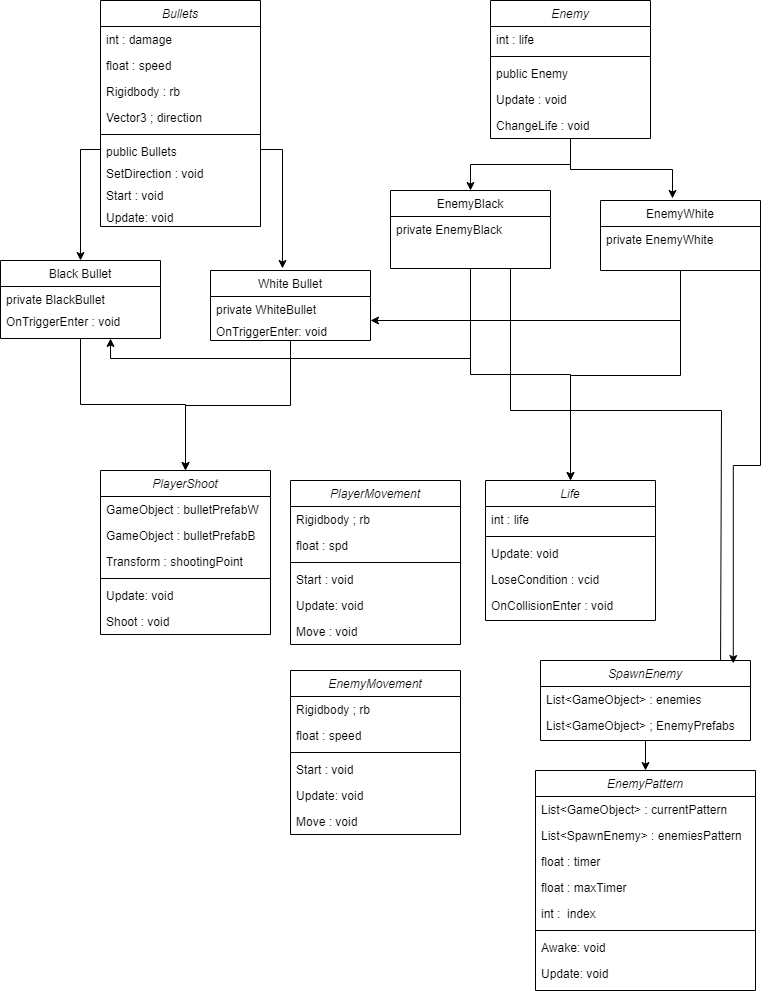 Bullets
int : damage
float : speed
Rigidbody : rb
Vector3 ; direction
public Bullets
SetDirection : void
Start : void
Update: void
Enemy
int : life
public Enemy
Update : void
ChangeLife : void
EnemyBlack
private EnemyBlack
EnemyWhite
private EnemyWhite
Black Bullet
private BlackBullet
OnTriggerEnter : void
White Bullet
private WhiteBullet
OnTriggerEnter: void
PlayerShoot
GameObject : bulletPrefabW
GameObject : bulletPrefabB
Transform : shootingPoint
Update: void
Shoot : void
PlayerMovement
Rigidbody ; rb
float : spd
Start : void
Update: void
Move : void
Life
int : life
Update: void
LoseCondition : vcid
OnCollisionEnter : void
EnemyMovement
Rigidbody ; rb
float : speed
Start : void
Update: void
Move : void
SpawnEnemy
List<GameObject> : enemies
List<GameObject> ; EnemyPrefabs
EnemyPattern
List<GameObject> : currentPattern
List<SpawnEnemy> : enemiesPattern
float : timer
float : maxTimer
int :  index
Awake: void
Update: void